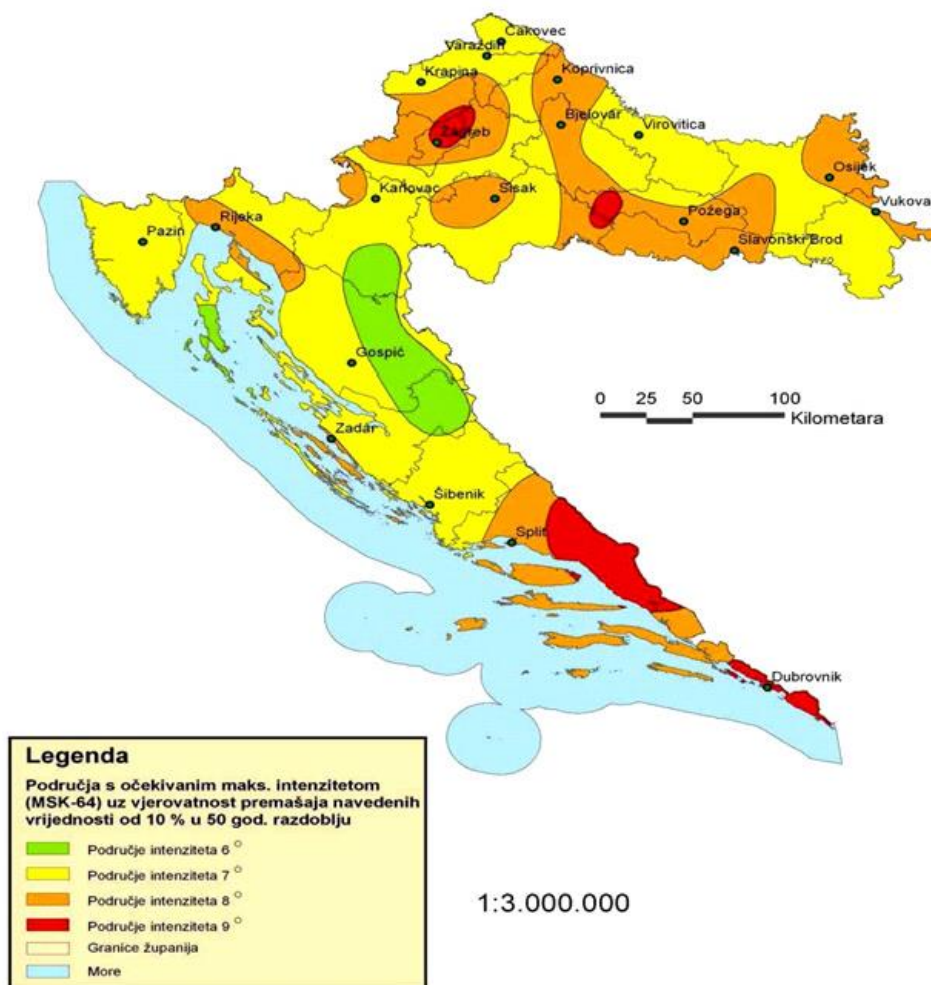 Čakovec
Varaždin
Krapina
Koprivnica
Bjelovar
Virovitica
Zagreb
Osijek
Karlovac
Sisak
Vukova
Požega
Rijeka
Pazin
Slavonski Brod
Gospić
0 25 50 100
Kilometara
Zadar
Šibenik
Split
Dubrovnik
Legenda
Područja s očekivanim maks. intenzitetom
(MSK-64) uz vjerovatnost premašaja navedenih
vrijednosti od 10 % u 50 god. razdoblju
Područje intenziteta 6 °
Područje intenziteta 7 °
Područje intenziteta 8 °
Područje intenziteta 9 °
Granice županija
More
1:3.000.000